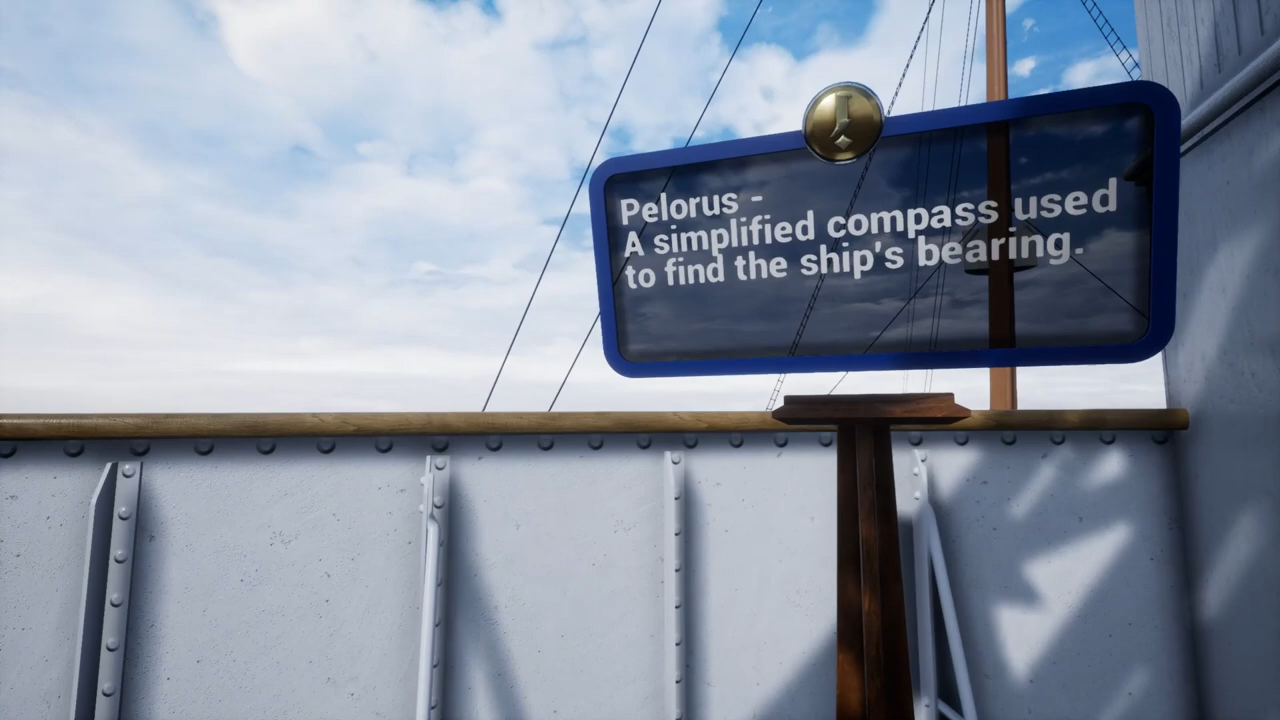 Pelorus -
A simplified compass used
to find the ship's bearing.